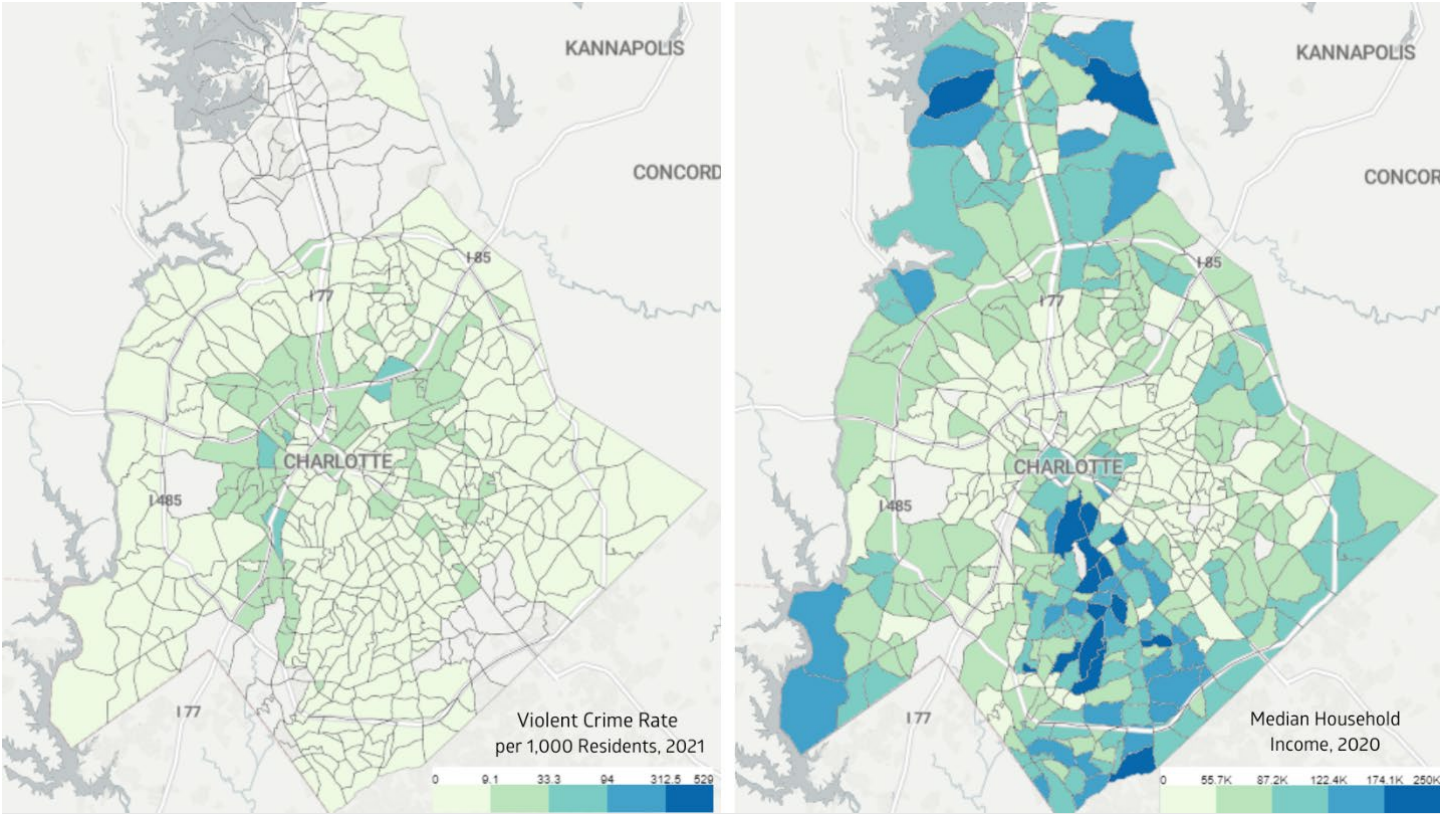 KANNAPOLIS
CONCORD
I-85
I 77
CHARLOTTE
I 485
I 77
Violent Crime Rate
per 1,000 Residents, 2021
0 9.1 33.3 94 312.5 529
KANNAPOLIS
CONCOR
I-85
I 77
CHARLOTTE
I 485
I 77
Median Household
Income, 2020
0 55.7K 87.2K 122.4K 174.1K 250K